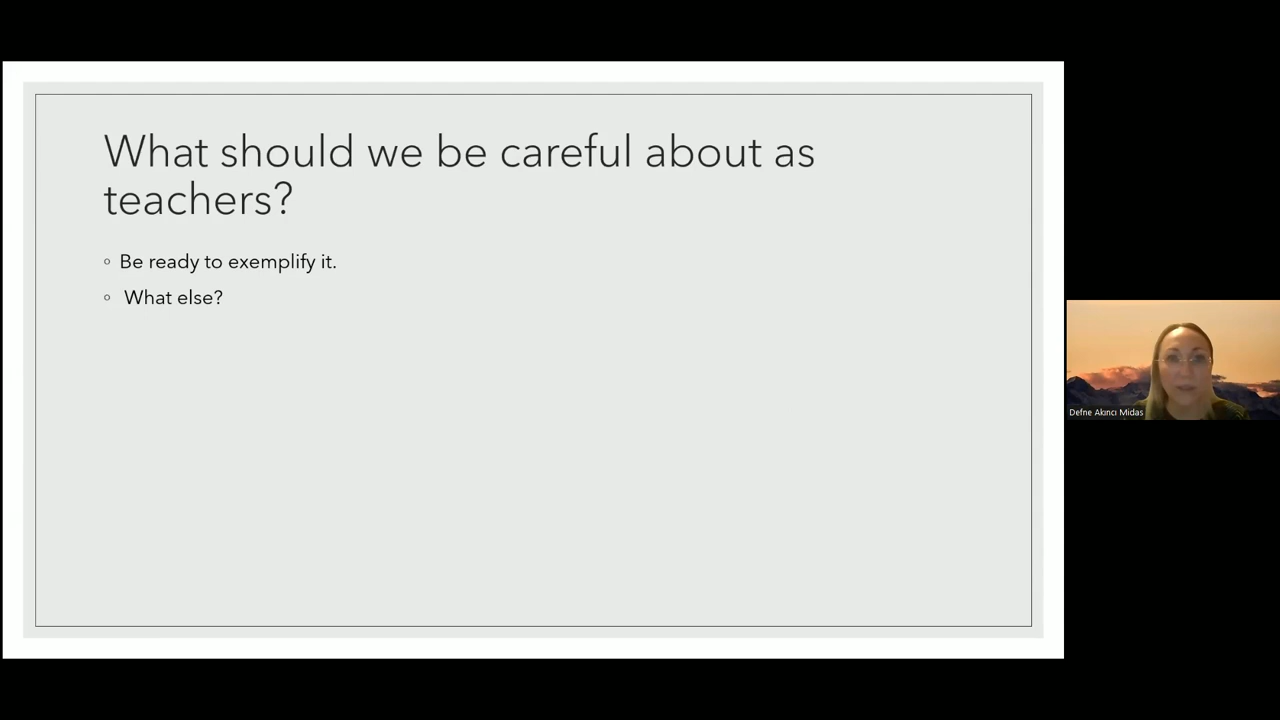 What should we be careful about as
teachers?
◦ Be ready to exemplify it.
◦ What else?
Defne Akıncı Midas